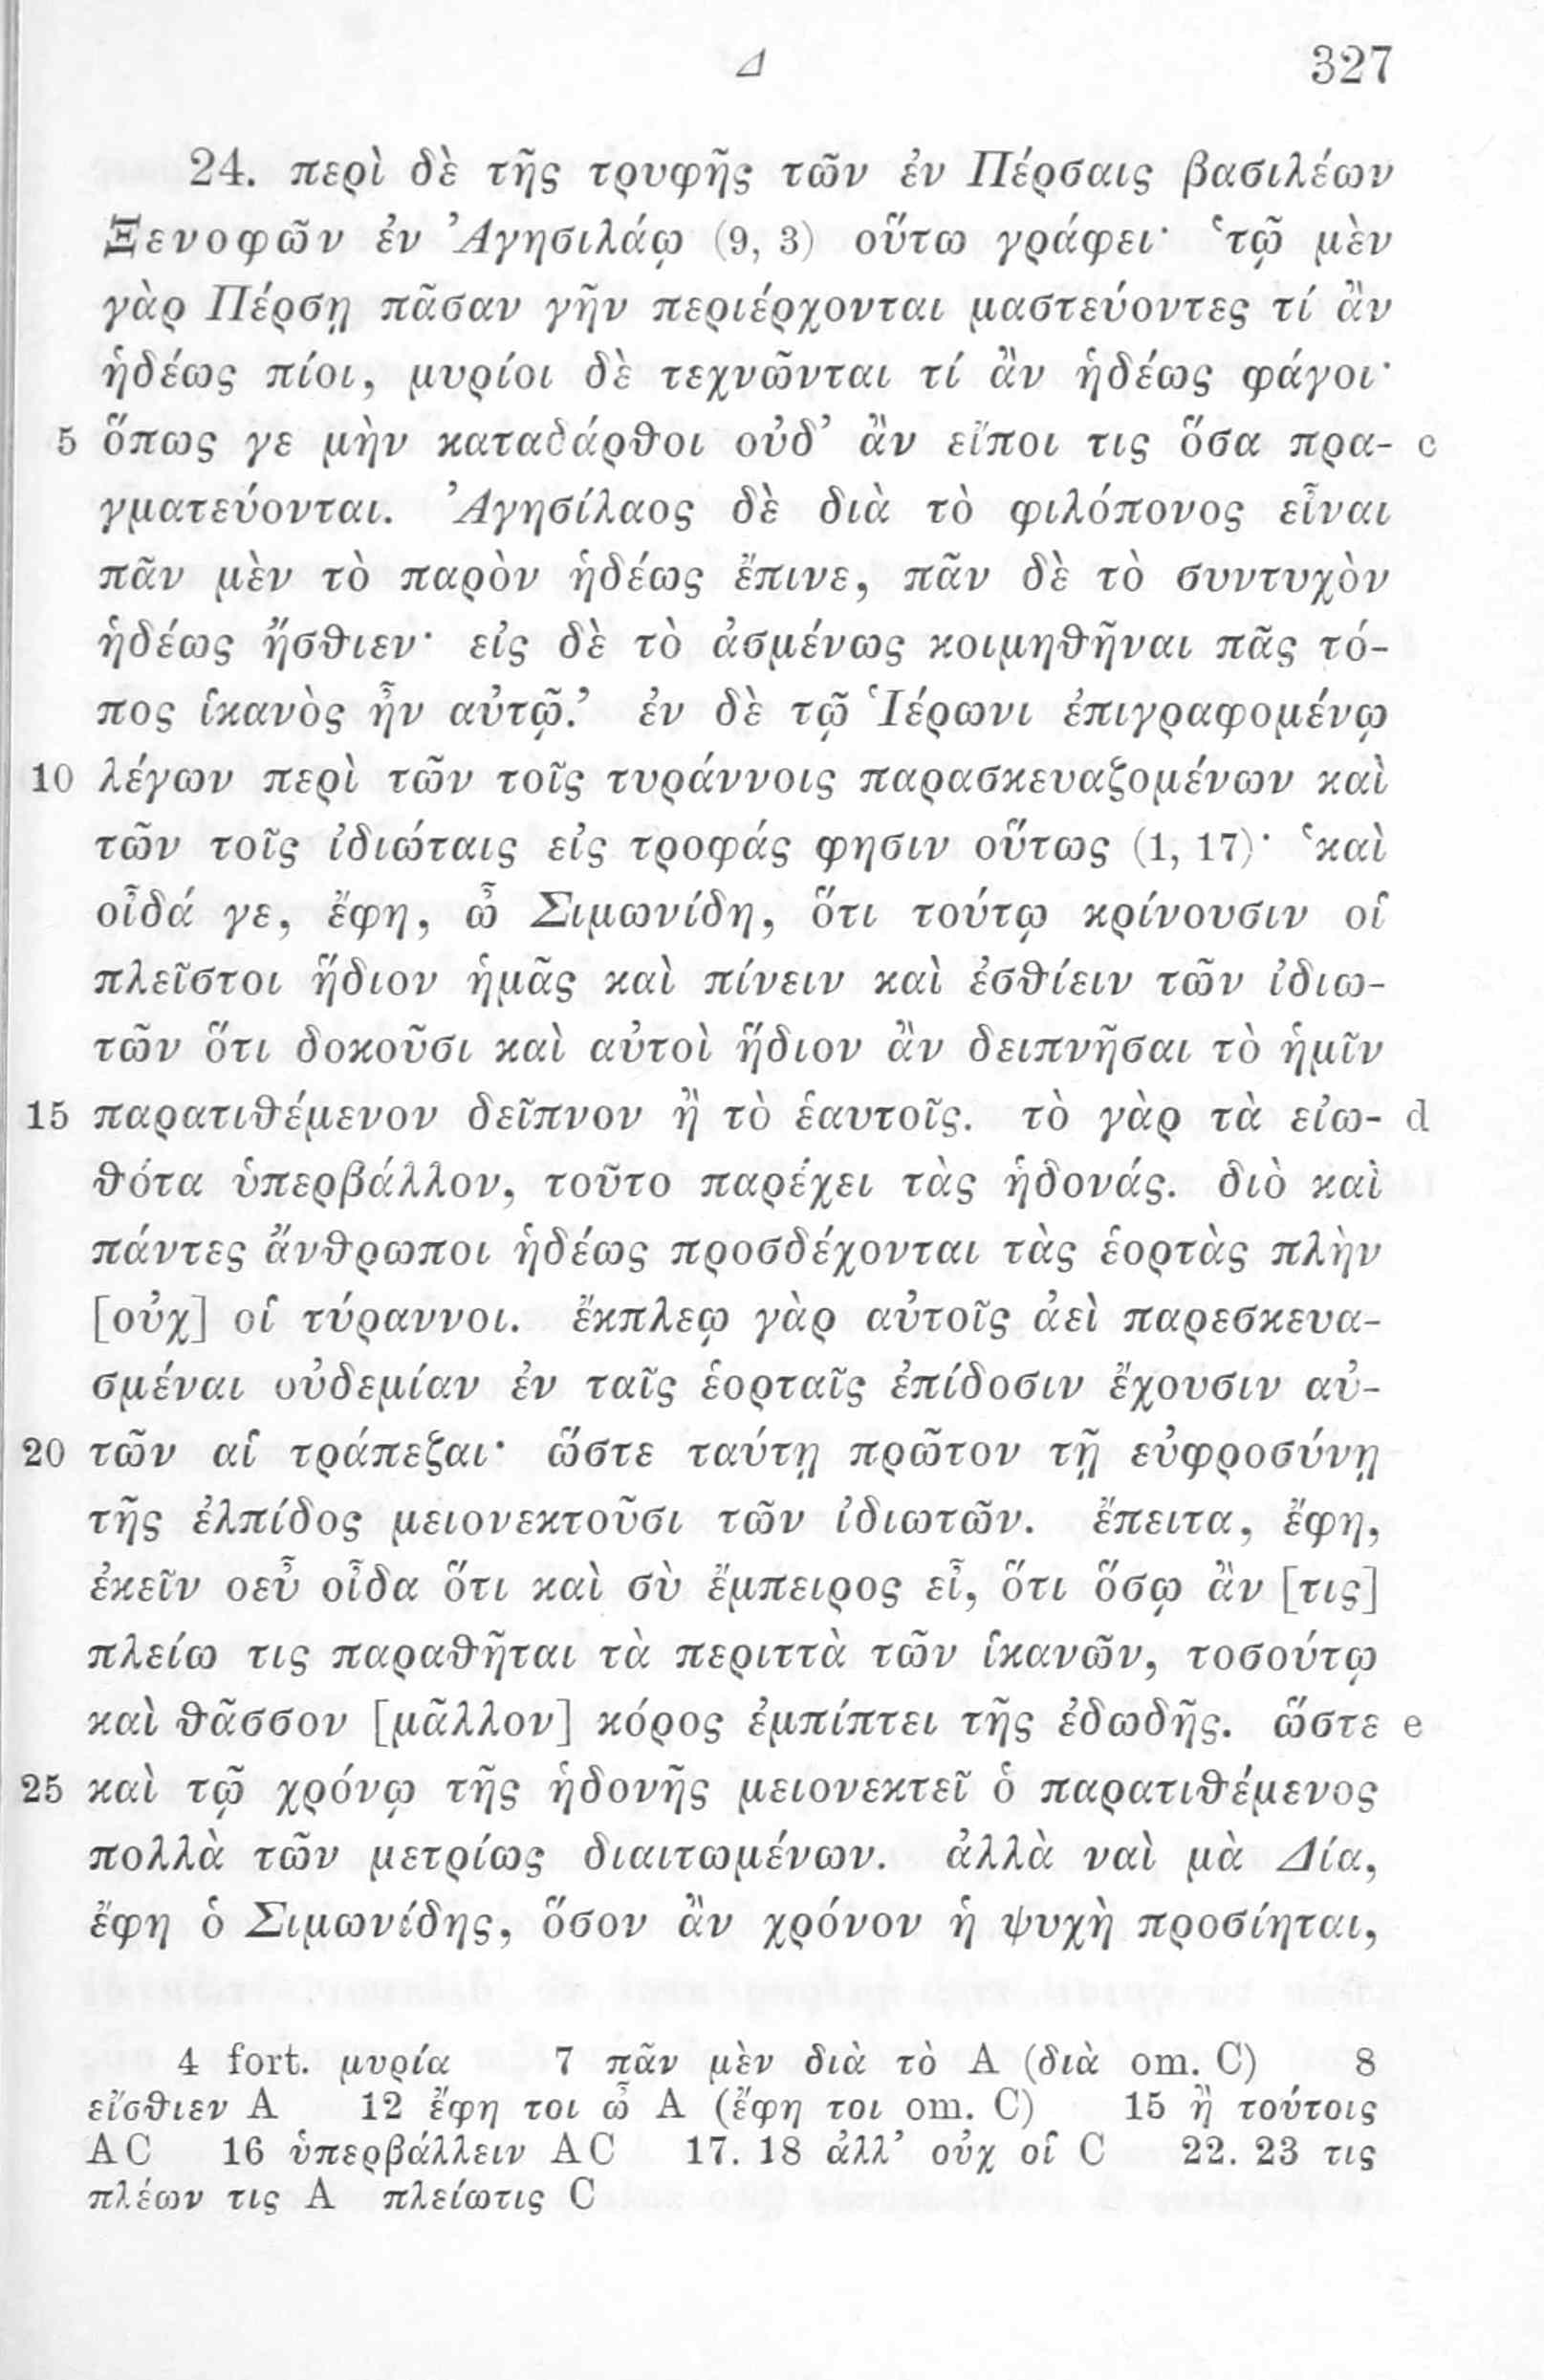 Δ 327
24. περὶ δὲ τῆς τρυφῆς τῶν ἐν Πέρσαις βασιλέων
Ξενοφῶν ἐν Ἀγησιλάῳ (9, 3) οὕτω γράφει· ‘τῷ μὲν
γὰρ Πέρσῃ πᾶσαν γῆν περιέρχονται μαστεύοντες τί ἂν
ἡδέως πίοι, μυρίοι δὲ τεχνῶνται τί ἂν ἡδέως φάγοι·
5 ὅπως γε μὴν καταδάρθοι οὐδ’ ἂν εἴποι τις ὅσα πρα- c
γματεύονται. Ἀγησίλαος δὲ διὰ τὸ φιλόπονος εἶναι
πᾶν μὲν τὸ παρὸν ἡδέως ἔπινε, πᾶν δὲ τὸ συντυχὸν
ἡδέως ἤσθιεν· εἰς δὲ τὸ ἀσμένως κοιμηθῆναι πᾶς τό-
πος ἱκανὸς ἦν αὐτῷ.’ ἐν δὲ τῷ Ἱέρωνι ἐπιγραφομένῳ
10 λέγων περὶ τῶν τοῖς τυράννοις παρασκευαζομένων καὶ
τῶν τοῖς ἰδιώταις εἰς τροφάς φησιν οὕτως (1, 17)· ‘καὶ
οἶδά γε, ἔφη, ὦ Σιμωνίδη, ὅτι τούτῳ κρίνουσιν οἱ
πλεῖστοι ἥδιον ἡμᾶς καὶ πίνειν καὶ ἐσθίειν τῶν ἰδιω-
τῶν ὅτι δοκοῦσι καὶ αὐτοὶ ἥδιον ἂν δειπνῆσαι τὸ ἡμῖν
15 παρατιθέμενον δεῖπνον ἢ τὸ ἑαυτοῖς. τὸ γὰρ τὰ εἰω- d
θότα ὑπερβάλλον, τοῦτο παρέχει τὰς ἡδονάς. διὸ καὶ
πάντες ἄνθρωποι ἡδέως προσδέχονται τὰς ἑορτὰς πλὴν
[οὐχ] οἱ τύραννοι. ἔκπλεῳ γὰρ αὐτοῖς ἀεὶ παρεσκευα-
σμέναι οὐδεμίαν ἐν ταῖς ἑορταῖς ἐπίδοσιν ἔχουσιν αὐ-
20 τῶν αἱ τράπεζαι· ὥστε ταύτῃ πρῶτον τῇ εὐφροσύνῃ
τῆς ἐλπίδος μειονεκτοῦσι τῶν ἰδιωτῶν. ἔπειτα, ἔφη,
ἐκεῖν οεὖ οἶδα ὅτι καὶ σὺ ἔμπειρος εἶ, ὅτι ὅσῳ ἂν [τις]
πλείω τις παραθῆται τὰ περιττὰ τῶν ἱκανῶν, τοσούτῳ
καὶ θᾶσσον [μᾶλλον] κόρος ἐμπίπτει τῆς ἐδωδῆς. ὥστε e
25 καὶ τῷ χρόνῳ τῆς ἡδονῆς μειονεκτεῖ ὁ παρατιθέμενος
πολλὰ τῶν μετρίως διαιτωμένων. ἀλλὰ ναὶ μὰ Δία,
ἔφη ὁ Σιμωνίδης, ὅσον ἂν χρόνον ἡ ψυχὴ προσίηται,
4 fort. μυρία 7 πᾶν μὲν διὰ τὸ A (διὰ om. C) 8
εἴσθιεν A 12 ἔφη τοι ὦ A (ἔφη τοι om. C) 15 ἢ τούτοις
AC 16 ὑπερβάλλειν AC 17. 18 ἀλλ’ οὐχ οἱ C 22. 23 τις
πλέων τις A πλείωτις C